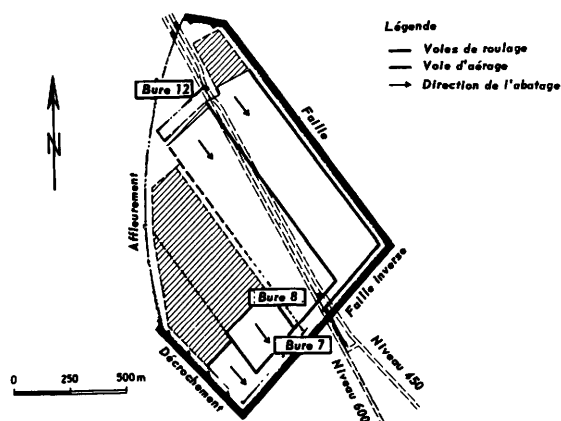 Légende
Voies de roulage
Voie d'aérage
Direction de l'abatage
Bure 12
Faille
N
Affleurement
Bure 8
Faille inverse
Bure 7
Niveau 450
Décrochement
Niveau 600
0 250 500 m